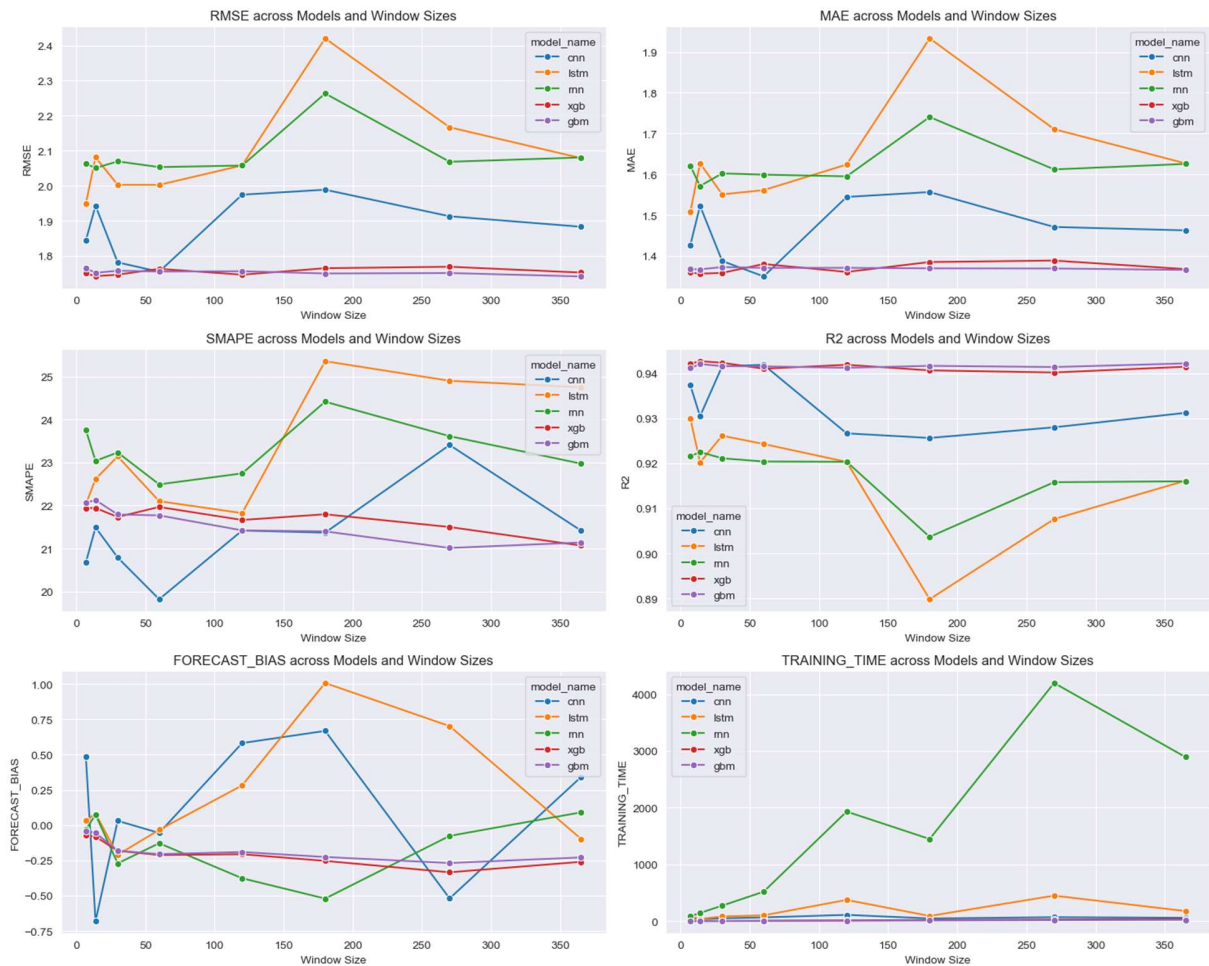 RMSE across Models and Window Sizes
2.4
2.3
2.2
2.1
2.0
1.9
1.8
RMSE
model_name
cnn
lstm
rnn
xgb
gbm
0 50 100 150 200 250 300 350
Window Size
MAE across Models and Window Sizes
1.9
1.8
1.7
1.6
1.5
1.4
MAE
model_name
cnn
lstm
rnn
xgb
gbm
0 50 100 150 200 250 300 350
Window Size
SMAPE across Models and Window Sizes
25
24
23
22
21
20
SMAPE
model_name
cnn
lstm
rnn
xgb
gbm
0 50 100 150 200 250 300 350
Window Size
R2 across Models and Window Sizes
0.94
0.93
0.92
0.91
0.90
0.89
R2
model_name
cnn
lstm
rnn
xgb
gbm
0 50 100 150 200 250 300 350
Window Size
FORECAST_BIAS across Models and Window Sizes
1.00
0.75
0.50
0.25
0.00
−0.25
−0.50
−0.75
FORECAST_BIAS
model_name
cnn
lstm
rnn
xgb
gbm
0 50 100 150 200 250 300 350
Window Size
TRAINING_TIME across Models and Window Sizes
4000
3000
2000
1000
0
TRAINING_TIME
model_name
cnn
lstm
rnn
xgb
gbm
0 50 100 150 200 250 300 350
Window Size